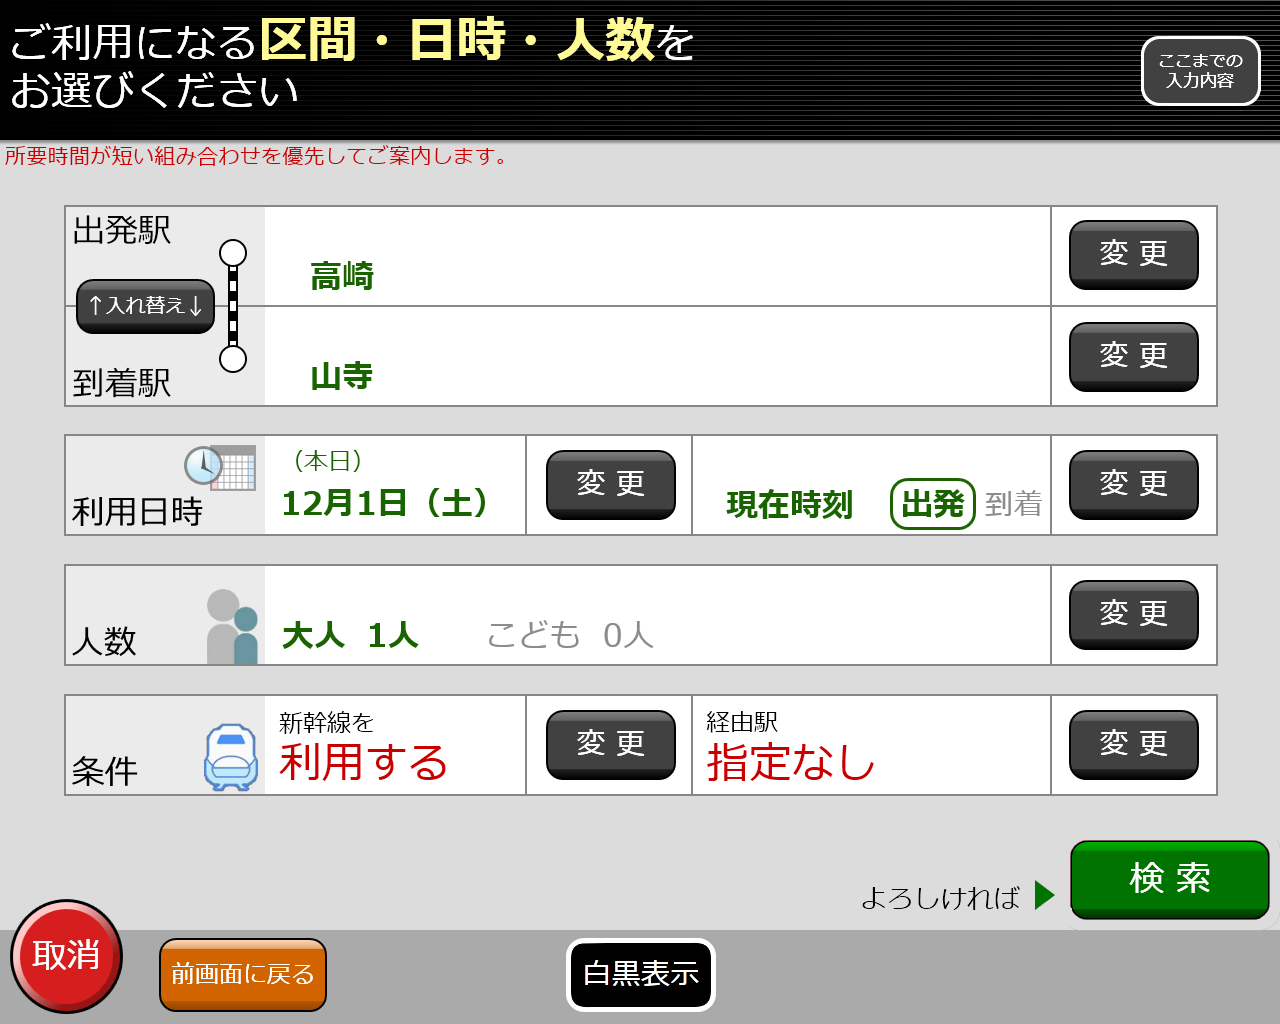 ご利用になる区間・日時・人数を
お選びください
ここまでの
入力内容
所要時間が短い組み合わせを優先してご案内します。
出発駅
高崎
変更
↑入れ替え↓
到着駅
山寺
変更
利用日時
（本日）
12月1日（土）
変更
現在時刻 出発 到着
変更
人数
大人 1人 こども 0人
変更
条件
新幹線を
利用する
変更
経由駅
指定なし
変更
よろしければ
検索
取消
前画面に戻る
白黒表示